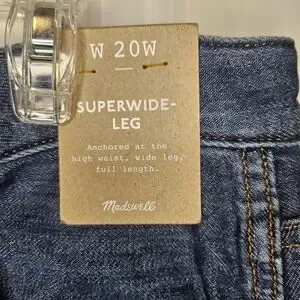 W 20W
SUPERWIDE-
LEG
Anchored at the
high waist, wide leg,
full length.
Madewell